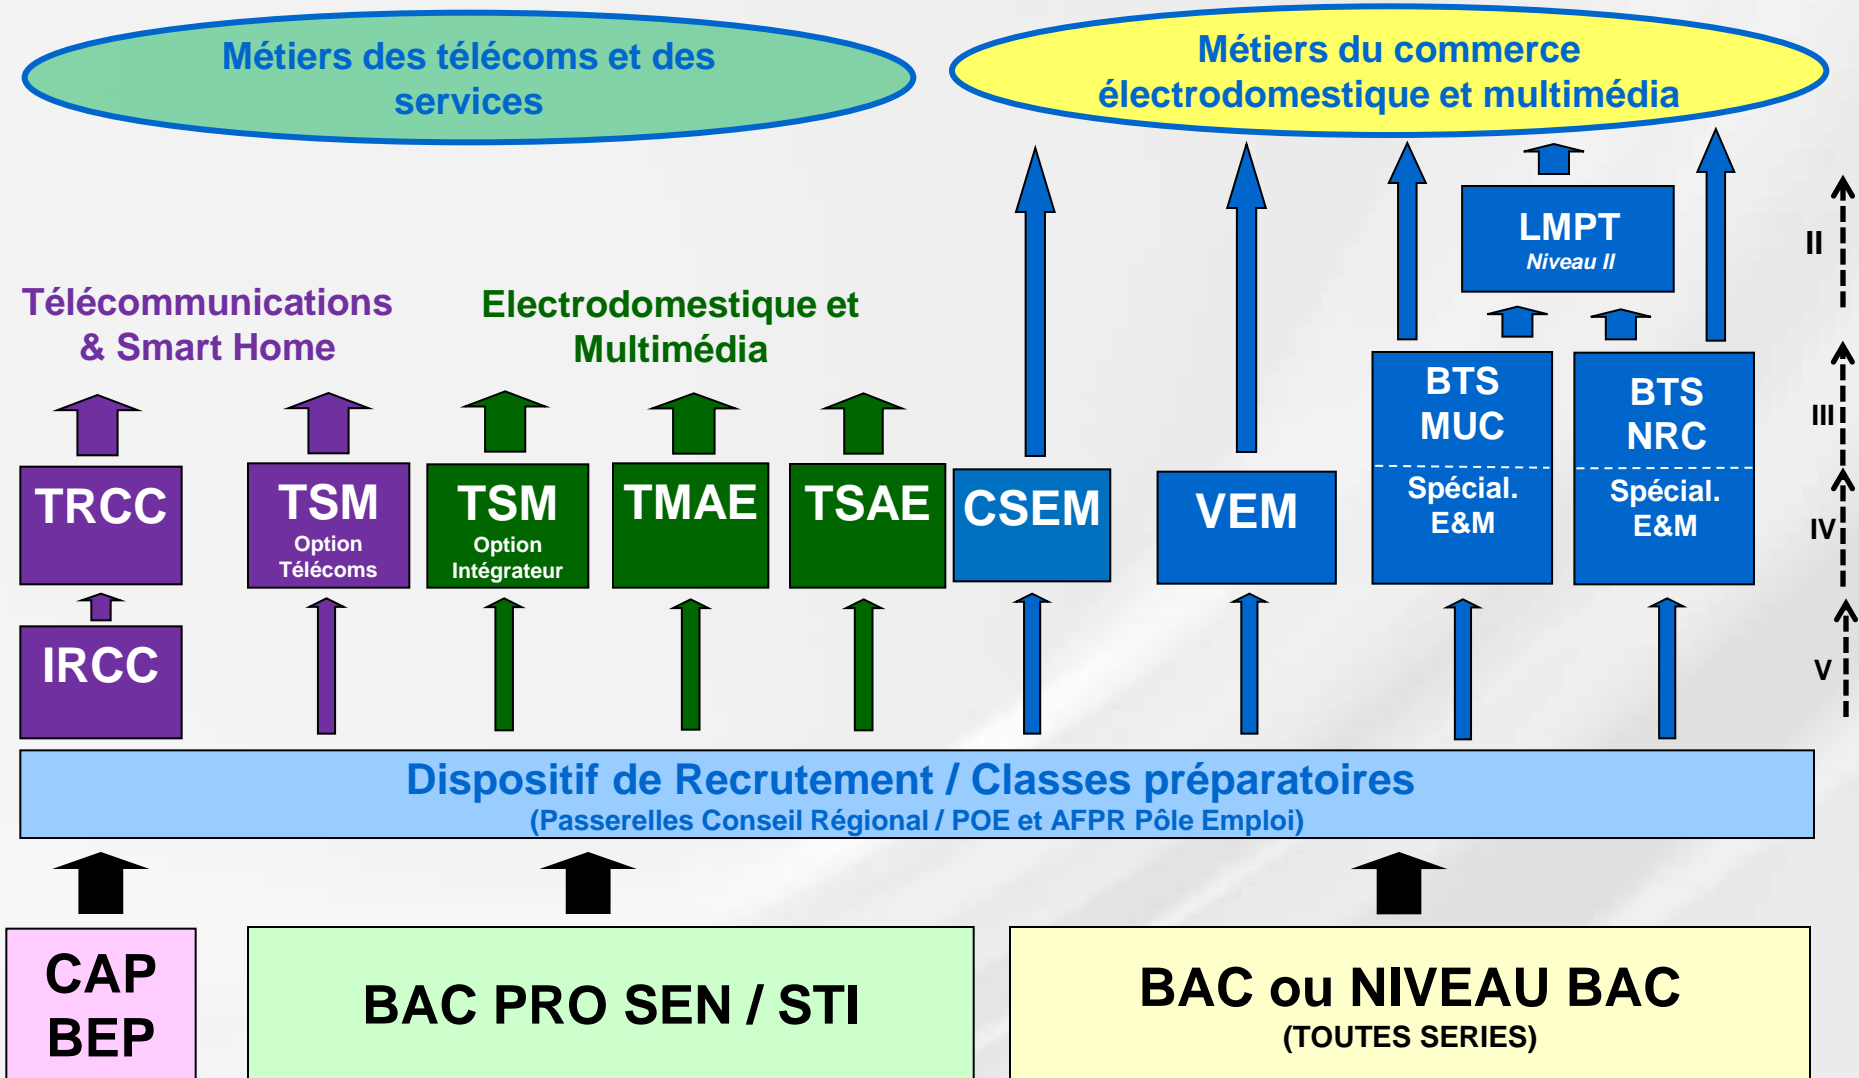 Métiers des télécoms et des
services
Métiers du commerce
électrodomestique et multimédia
LMPT
Niveau II
II
Télécommunications
& Smart Home
Electrodomestique et
Multimédia
BTS
MUC
Spécial.
E&M
BTS
NRC
Spécial.
E&M
III
TRCC
TSM
Option
Télécoms
TSM
Option
Intégrateur
TMAE
TSAE
CSEM
VEM
IV
IRCC
V
Dispositif de Recrutement / Classes préparatoires
(Passerelles Conseil Régional / POE et AFPR Pôle Emploi)
CAP
BEP
BAC PRO SEN / STI
BAC ou NIVEAU BAC
(TOUTES SERIES)